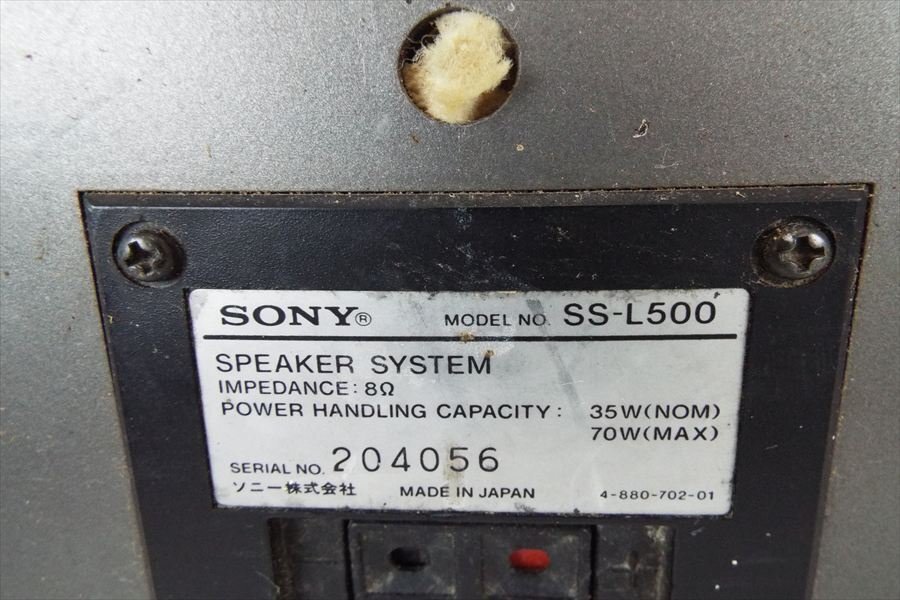 SONY® MODEL NO. SS-L500
SPEAKER SYSTEM
IMPEDANCE: 8Ω
POWER HANDLING CAPACITY: 35W(NOM)
70W(MAX)
SERIAL NO. 204056
ソニー株式会社 MADE IN JAPAN 4-880-702-01